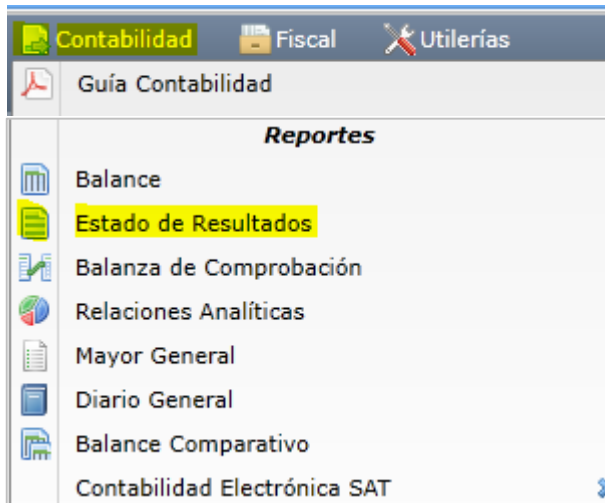 Contabilidad Fiscal Utilerías
Guía Contabilidad
Reportes
Balance
Estado de Resultados
Balanza de Comprobación
Relaciones Analíticas
Mayor General
Diario General
Balance Comparativo
Contabilidad Electrónica SAT